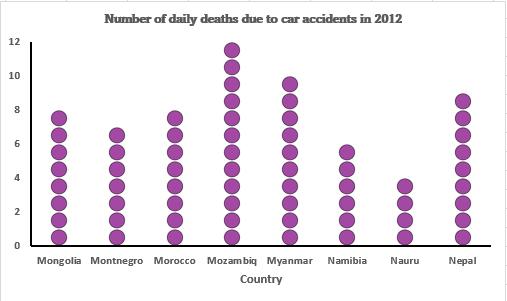 Number of daily deaths due to car accidents in 2012
12
10
8
6
4
2
0
Mongolia Montnegro Morocco Mozambiq Myanmar Namibia Nauru Nepal
Country